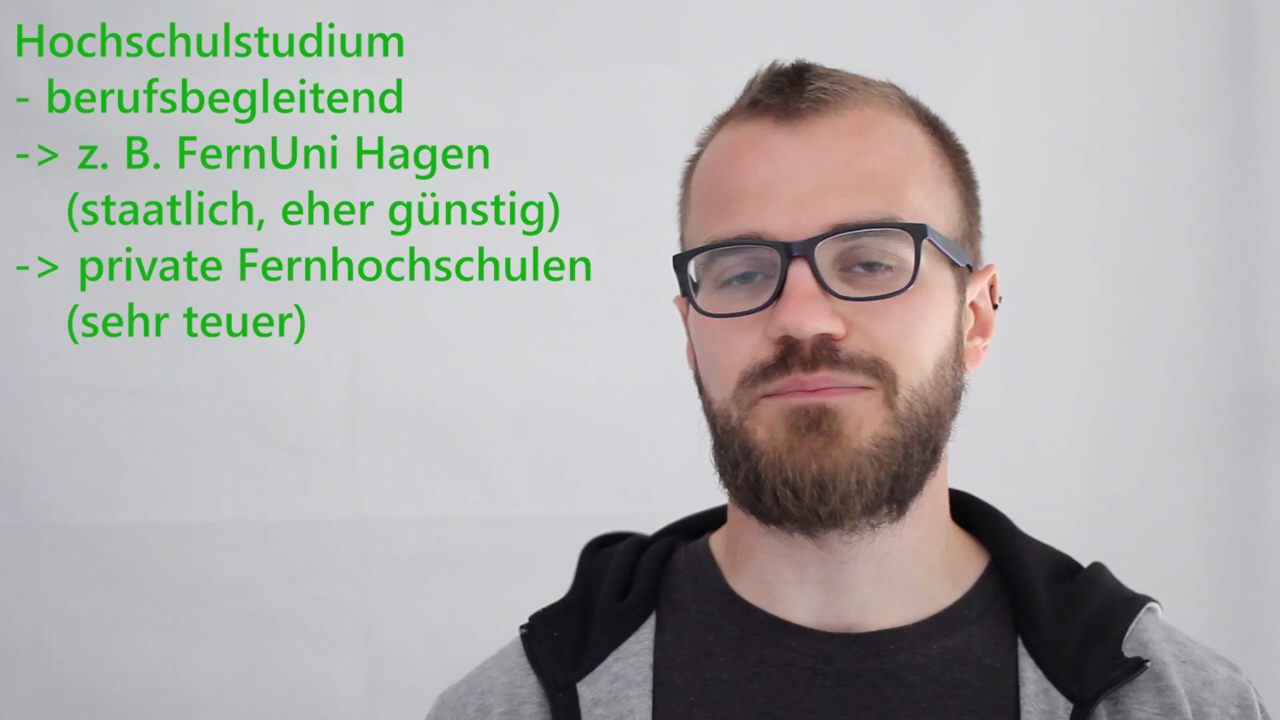 Hochschulstudium
- berufsbegleitend
-> z. B. FernUni Hagen
(staatlich, eher günstig)
-> private Fernhochschulen
(sehr teuer)